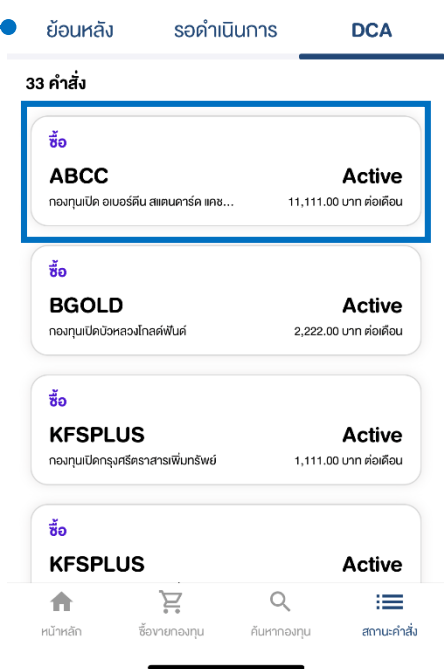 ย้อนหลัง รอดำเนินการ DCA
33 คำสั่ง
ซื้อ
ABCC Active
กองทุนเปิด อเบอร์ดีน สแตนดาร์ด แคช... 11,111.00 บาท ต่อเดือน
ซื้อ
BGOLD Active
กองทุนเปิดบัวหลวงโกลด์ฟันด์ 2,222.00 บาท ต่อเดือน
ซื้อ
KFSPLUS Active
กองทุนเปิดกรุงศรีตราสารเพิ่มทรัพย์ 1,111.00 บาท ต่อเดือน
ซื้อ
KFSPLUS Active
หน้าหลัก ซื้อขายกองทุน ค้นหากองทุน สถานะคำสั่ง